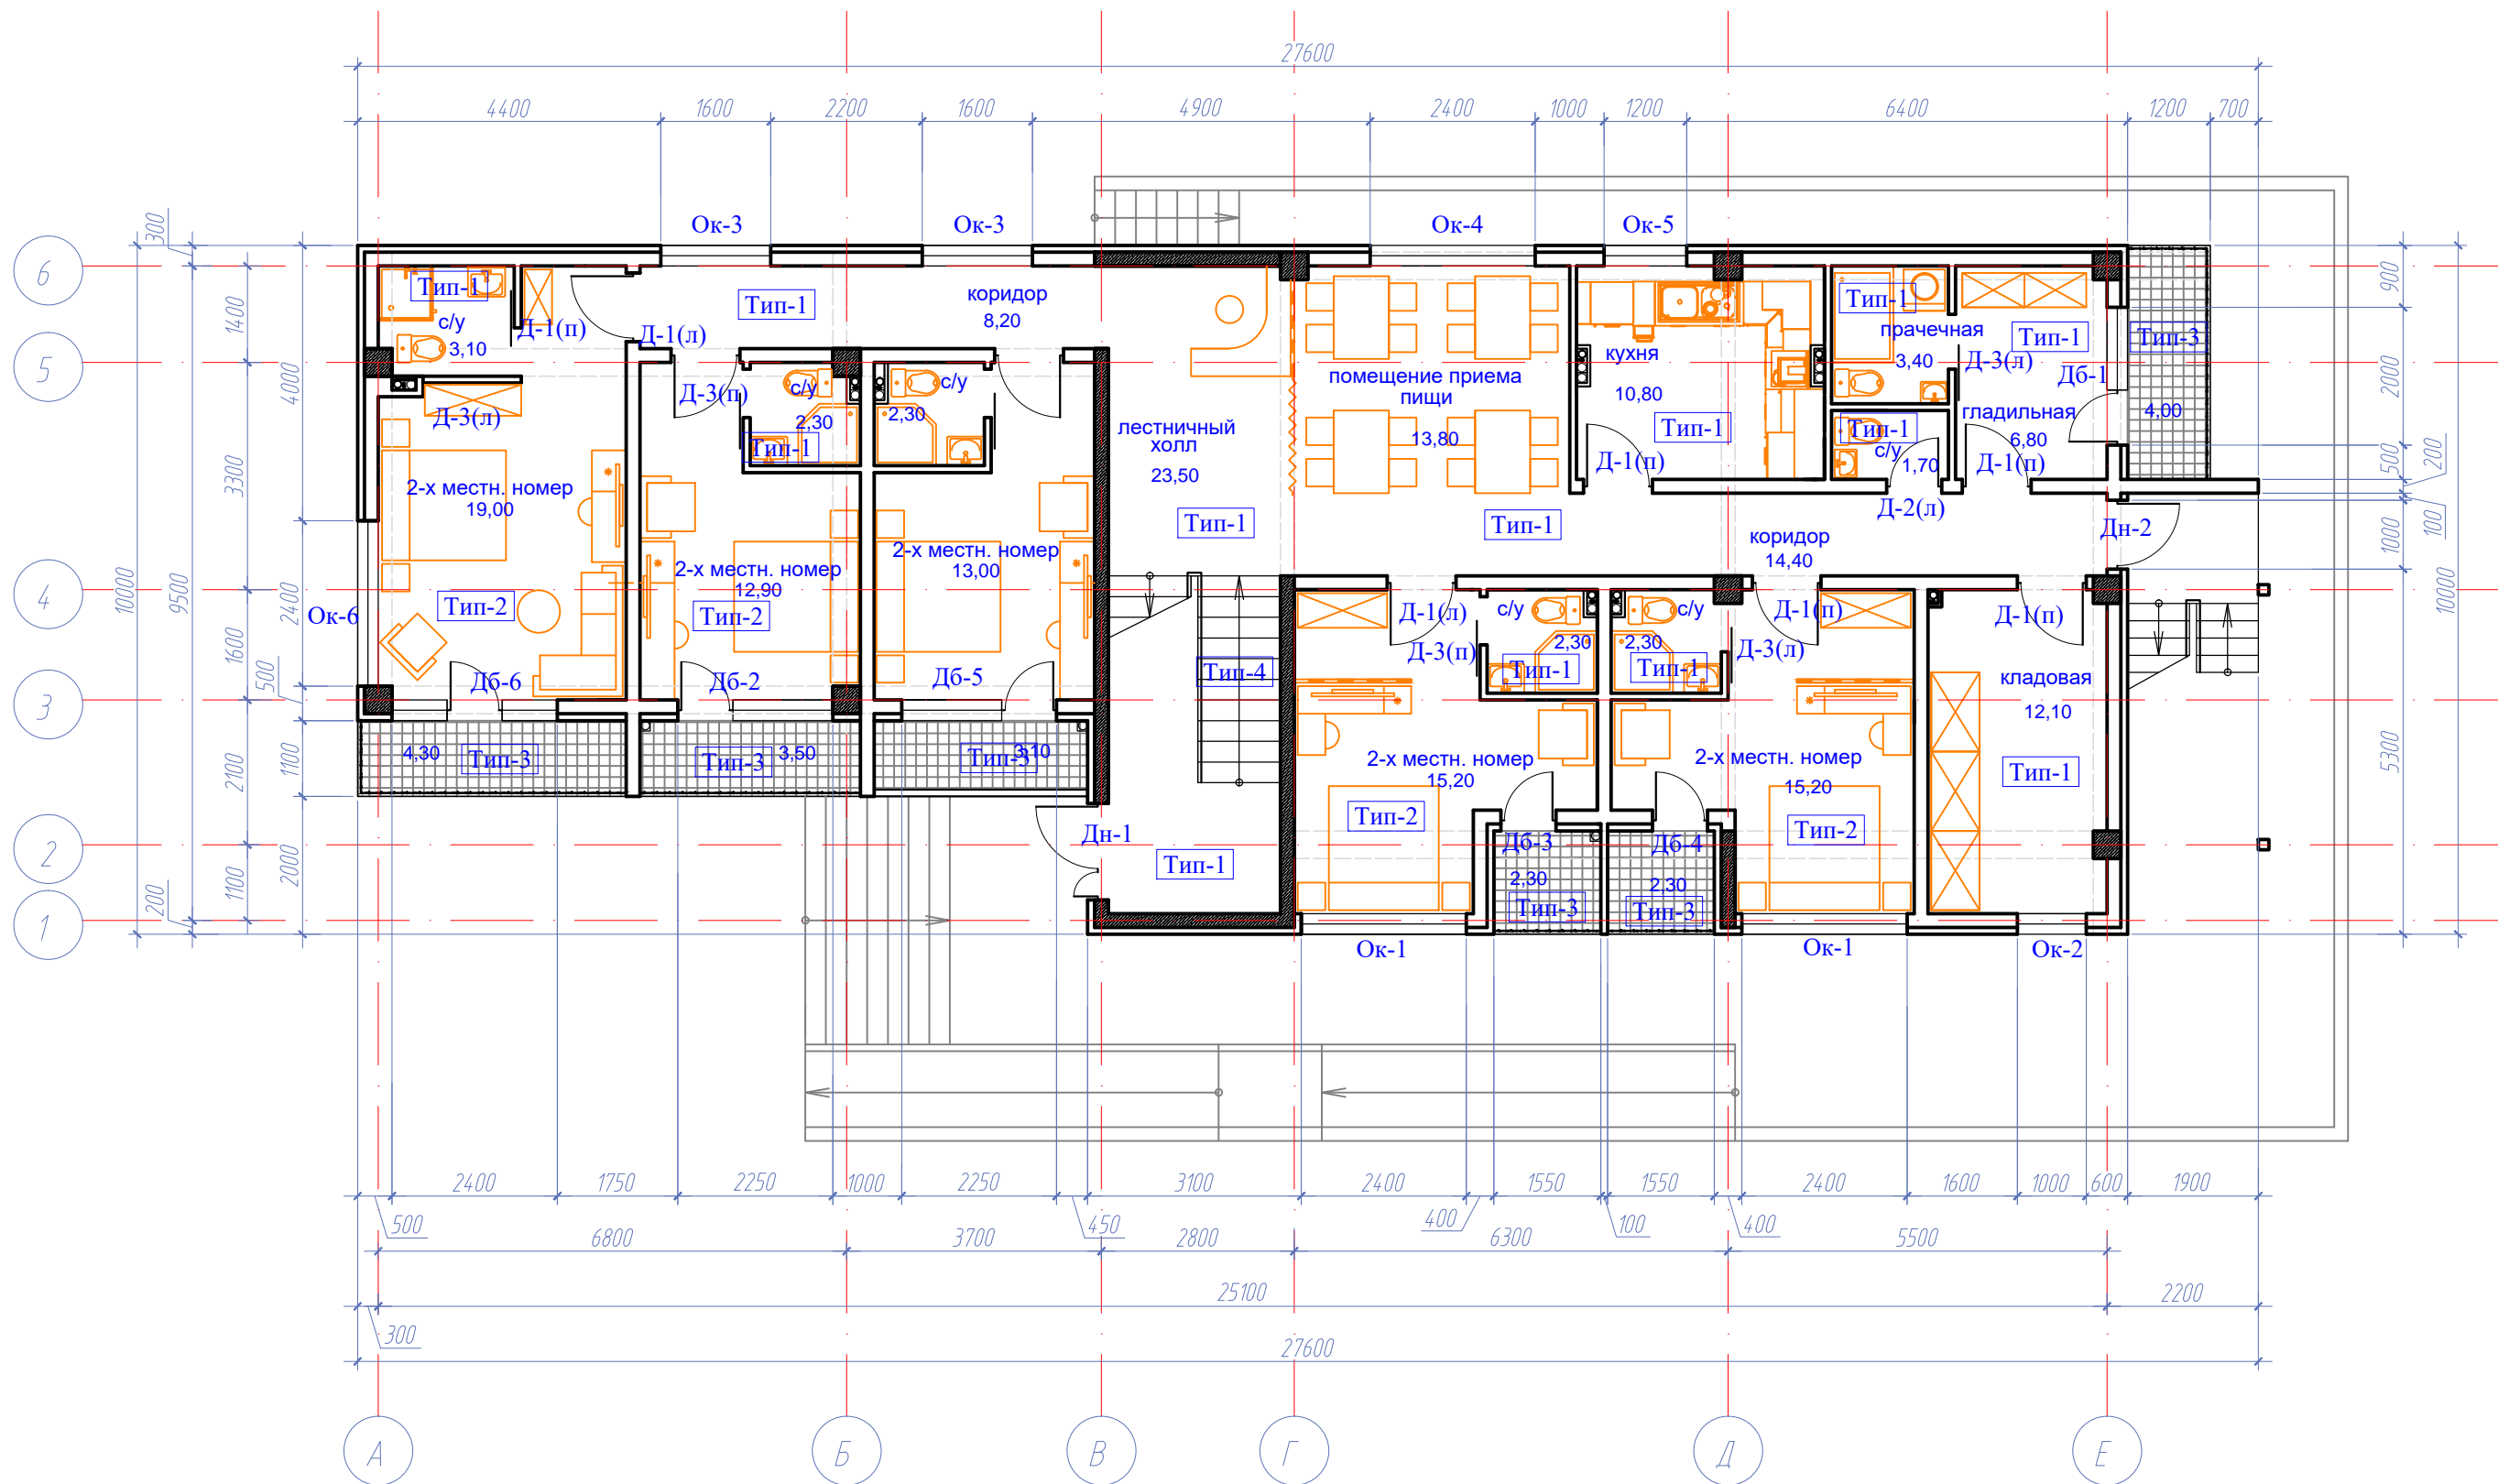 27600
4400 1600 2200 1600 4900 2400 1000 1200 6400 1200 700
Ок-3 Ок-3 Ок-4 Ок-5
6
5
4
3
2
1
300
10000
9500
1400
3300
1600
2100
1100
200
4000
2400
500
1100
2000
Тип-1
с/у
3,10
Д-1(п)
Д-1(л)
Тип-1
коридор
8,20
Д-3(л)
Д-3(п)
с/у
2,30
Тип-1
с/у
2,30
2-х местн. номер
19,00
Тип-2
Ок-6
Дб-6
2-х местн. номер
12,90
Тип-2
Дб-2
2-х местн. номер
13,00
Дб-5
4,30
Тип-3
Тип-3
3,50
Тип-3
3,10
лестничный
холл
23,50
Тип-1
Тип-4
Дн-1
Тип-1
помещение приема
пищи
13,80
Тип-1
кухня
10,80
Тип-1
Д-1(п)
Тип-1
прачечная
3,40
Д-3(л)
Тип-1
с/у
1,70
Д-2(л)
Тип-1
Дб-1
гладильная
6,80
Д-1(п)
Тип-3
4,00
коридор
14,40
Дн-2
Д-1(л)
Д-3(п)
с/у
2,30
Тип-1
с/у
2,30
Тип-1
Д-3(л)
Д-1(п)
Д-1(п)
2-х местн. номер
15,20
Тип-2
Дб-3
2,30
Тип-3
2-х местн. номер
15,20
Тип-2
Дб-4
2,30
Тип-3
кладовая
12,10
Тип-1
Ок-1 Ок-1 Ок-2
900
2000
500
200
100
1000
5300
10000
2400 1750 2250 1000 2250 3100 2400 1550 1550 2400 1600 1000 600 1900
500 450 400 100 400
6800 3700 2800 6300 5500
25100 2200
300
27600
А Б В Г Д Е